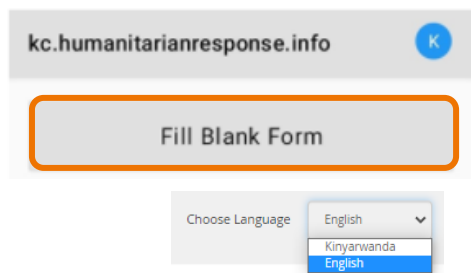 kc.humanitarianresponse.info K
Fill Blank Form
Choose Language English
Kinyarwanda
English